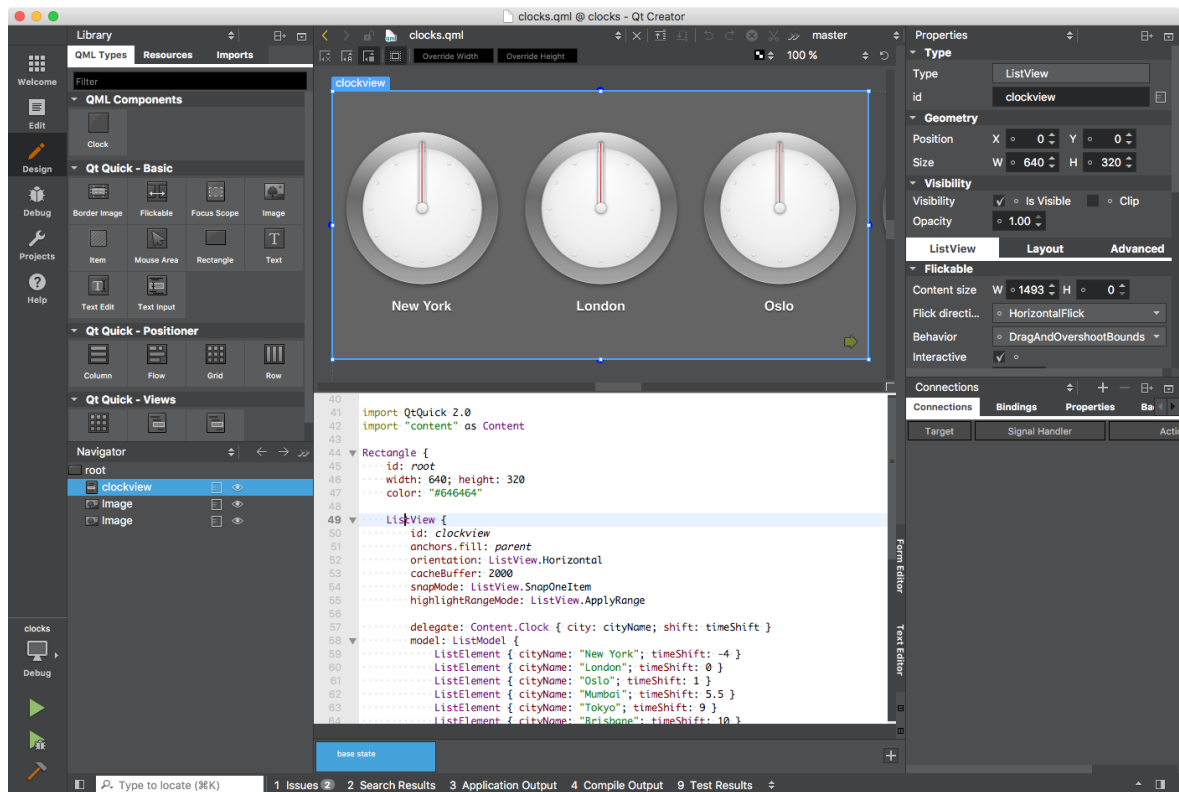 clocks.qml @ clocks - Qt Creator
Welcome
Edit
Design
Debug
Projects
Help
clocks
Debug
Library
QML Types Resources Imports
Filter
QML Components
Clock
Qt Quick - Basic
Border Image Flickable Focus Scope Image
Item Mouse Area Rectangle Text
Text Edit Text Input
Qt Quick - Positioner
Column Flow Grid Row
Qt Quick - Views
Navigator
root
clockview
Image
Image
clocks.qml master
Override Width Override Height 100 %
clockview
New York London Oslo
40
41 import QtQuick 2.0
42 import "content" as Content
43
44 Rectangle {
45 id: root
46 width: 640; height: 320
47 color: "#646464"
48
49 ListView {
50 id: clockview
51 anchors.fill: parent
52 orientation: ListView.Horizontal
53 cacheBuffer: 2000
54 snapMode: ListView.SnapOneItem
55 highlightRangeMode: ListView.ApplyRange
56
57 delegate: Content.Clock { city: cityName; shift: timeShift }
58 model: ListModel {
59 ListElement { cityName: "New York"; timeShift: -4 }
60 ListElement { cityName: "London"; timeShift: 0 }
61 ListElement { cityName: "Oslo"; timeShift: 1 }
62 ListElement { cityName: "Mumbai"; timeShift: 5.5 }
63 ListElement { cityName: "Tokyo"; timeShift: 9 }
64 ListElement { cityName: "Brisbane"; timeShift: 10 }
Form Editor
Text Editor
base state
Properties
Type
Type ListView
id clockview
Geometry
Position X 0 Y 0
Size W 640 H 320
Visibility
Visibility Is Visible Clip
Opacity 1.00
ListView Layout Advanced
Flickable
Content size W 1493 H 0
Flick directi... HorizontalFlick
Behavior DragAndOvershootBounds
Interactive
Connections
Connections Bindings Properties Ba
Target Signal Handler Acti
Type to locate (⌘K) 1 Issues 2 2 Search Results 3 Application Output 4 Compile Output 9 Test Results